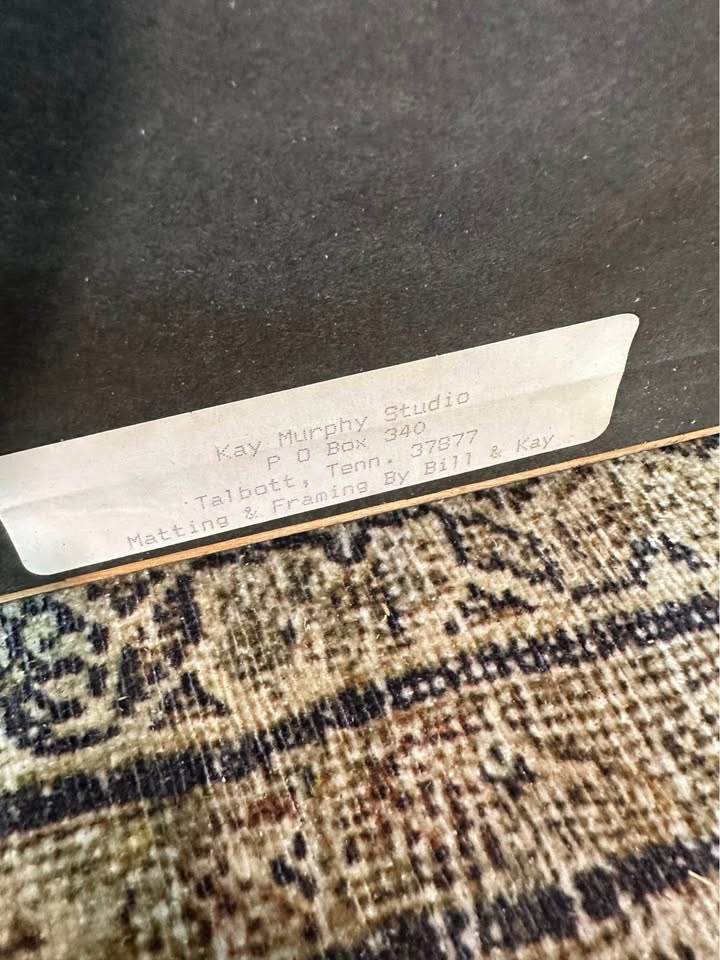 Kay Murphy Studio
P O Box 340
Talbott, Tenn. 37877
Matting & Framing By Bill & Kay